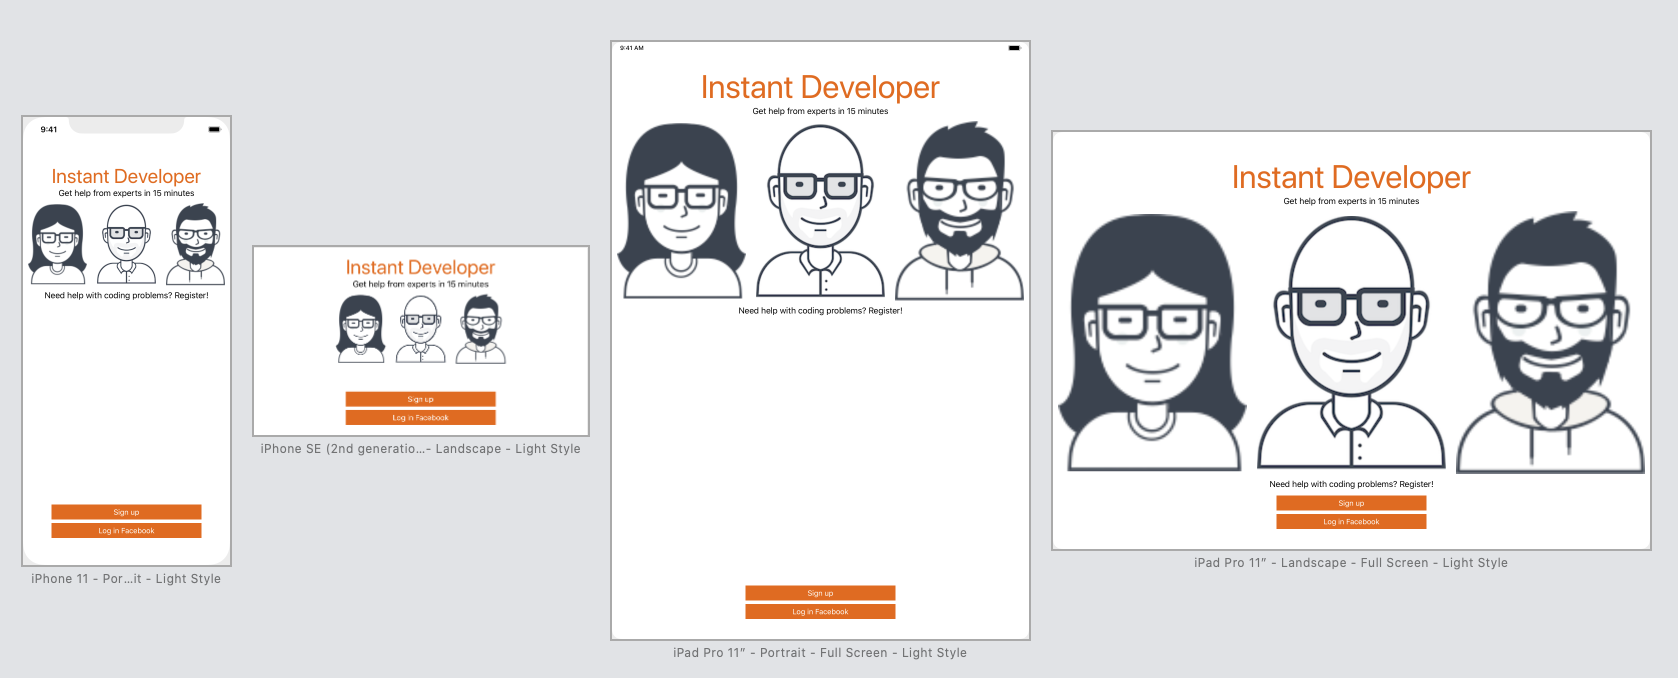 9:41
Instant Developer
Get help from experts in 15 minutes
Need help with coding problems? Register!
Sign up
Log in Facebook
iPhone 11 - Por...it - Light Style
Instant Developer
Get help from experts in 15 minutes
Sign up
Log in Facebook
iPhone SE (2nd generatio...- Landscape - Light Style
9:41 AM
Instant Developer
Get help from experts in 15 minutes
Need help with coding problems? Register!
Sign up
Log in Facebook
iPad Pro 11″ - Portrait - Full Screen - Light Style
Instant Developer
Get help from experts in 15 minutes
Need help with coding problems? Register!
Sign up
Log in Facebook
iPad Pro 11″ - Landscape - Full Screen - Light Style